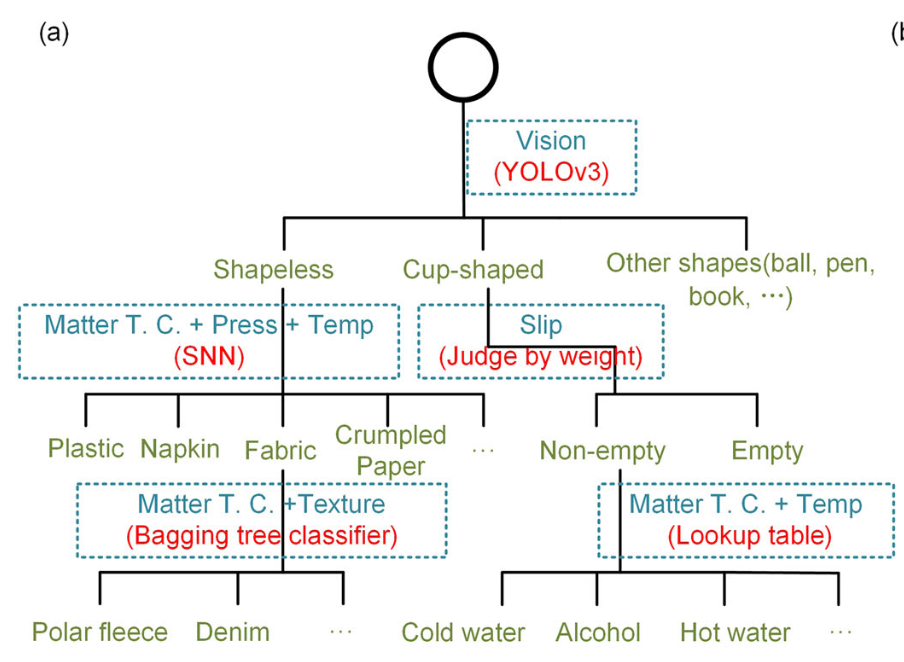 (a)
(b
Vision
(YOLOv3)
Shapeless
Cup-shaped
Other shapes(ball, pen,
book, ···)
Matter T. C. + Press + Temp
(SNN)
Slip
(Judge by weight)
Plastic
Napkin
Fabric
Crumpled
Paper
···
Non-empty
Empty
Matter T. C. +Texture
(Bagging tree classifier)
Matter T. C. + Temp
(Lookup table)
Polar fleece
Denim
···
Cold water
Alcohol
Hot water
···